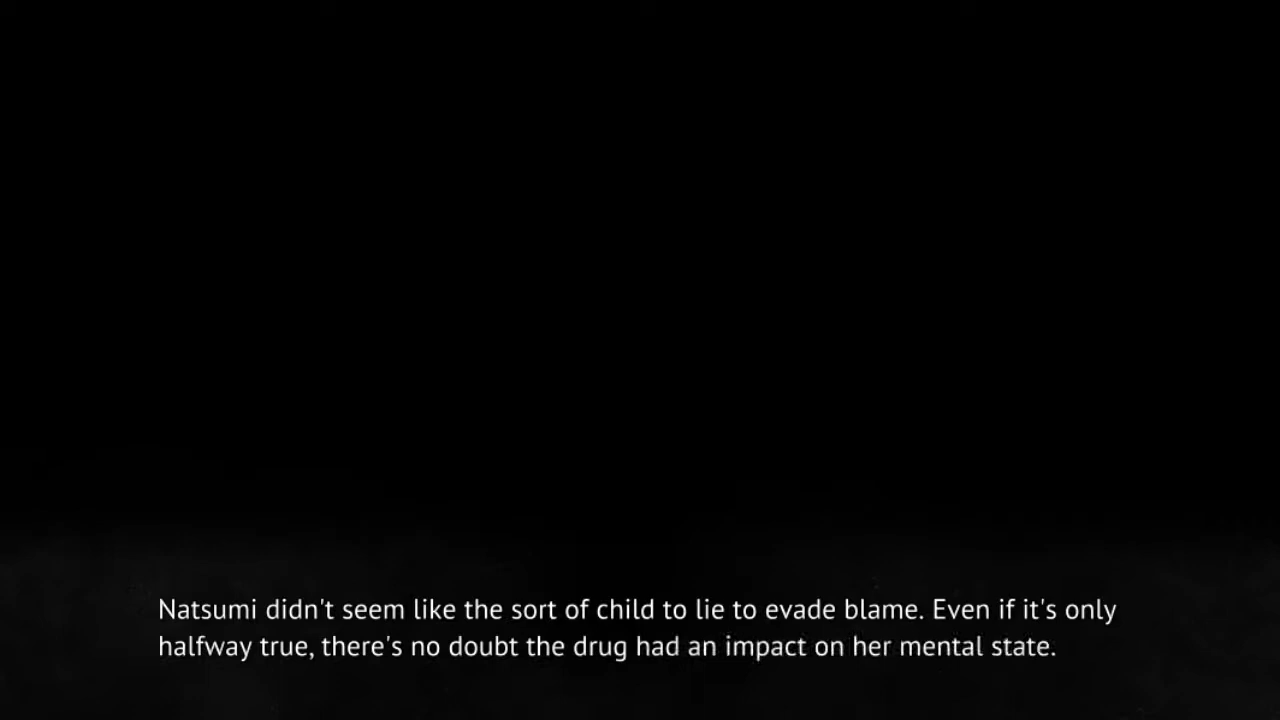 Natsumi didn't seem like the sort of child to lie to evade blame. Even if it's only
halfway true, there's no doubt the drug had an impact on her mental state.